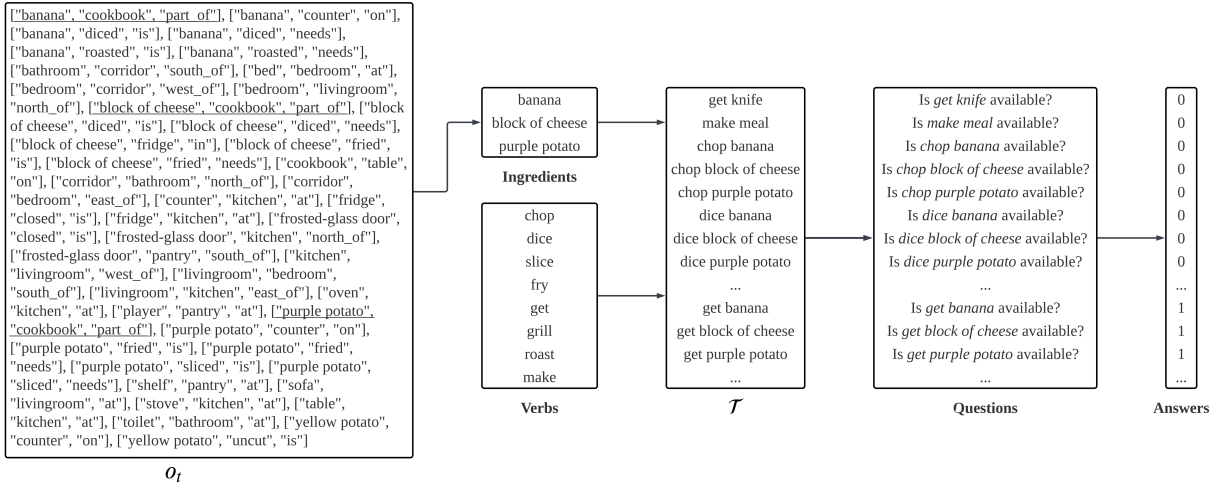 ["banana", "cookbook", "part_of"], ["banana", "counter", "on"],
["banana", "diced", "is"], ["banana", "diced", "needs"],
["banana", "roasted", "is"], ["banana", "roasted", "needs"],
["bathroom", "corridor", "south_of"], ["bed", "bedroom", "at"],
["bedroom", "corridor", "west_of"], ["bedroom", "livingroom",
"north_of"], ["block of cheese", "cookbook", "part_of"], ["block
of cheese", "diced", "is"], ["block of cheese", "diced", "needs"],
["block of cheese", "fridge", "in"], ["block of cheese", "fried",
"is"], ["block of cheese", "fried", "needs"], ["cookbook", "table",
"on"], ["corridor", "bathroom", "north_of"], ["corridor",
"bedroom", "east_of"], ["counter", "kitchen", "at"], ["fridge",
"closed", "is"], ["fridge", "kitchen", "at"], ["frosted-glass door",
"closed", "is"], ["frosted-glass door", "kitchen", "north_of"],
["frosted-glass door", "pantry", "south_of"], ["kitchen",
"livingroom", "west_of"], ["livingroom", "bedroom",
"south_of"], ["livingroom", "kitchen", "east_of"], ["oven",
"kitchen", "at"], ["player", "pantry", "at"], ["purple potato",
"cookbook", "part_of"], ["purple potato", "counter", "on"],
["purple potato", "fried", "is"], ["purple potato", "fried",
"needs"], ["purple potato", "sliced", "is"], ["purple potato",
"sliced", "needs"], ["shelf", "pantry", "at"], ["sofa",
"livingroom", "at"], ["stove", "kitchen", "at"], ["table",
"kitchen", "at"], ["toilet", "bathroom", "at"], ["yellow potato",
"counter", "on"], ["yellow potato", "uncut", "is"]
o_t
banana
block of cheese
purple potato
Ingredients
chop
dice
slice
fry
get
grill
roast
make
Verbs
get knife
make meal
chop banana
chop block of cheese
chop purple potato
dice banana
dice block of cheese
dice purple potato
...
get banana
get block of cheese
get purple potato
...
𝒯
Is get knife available?
Is make meal available?
Is chop banana available?
Is chop block of cheese available?
Is chop purple potato available?
Is dice banana available?
Is dice block of cheese available?
Is dice purple potato available?
...
Is get banana available?
Is get block of cheese available?
Is get purple potato available?
...
Questions
0
0
0
0
0
0
0
0
...
1
1
1
...
Answers